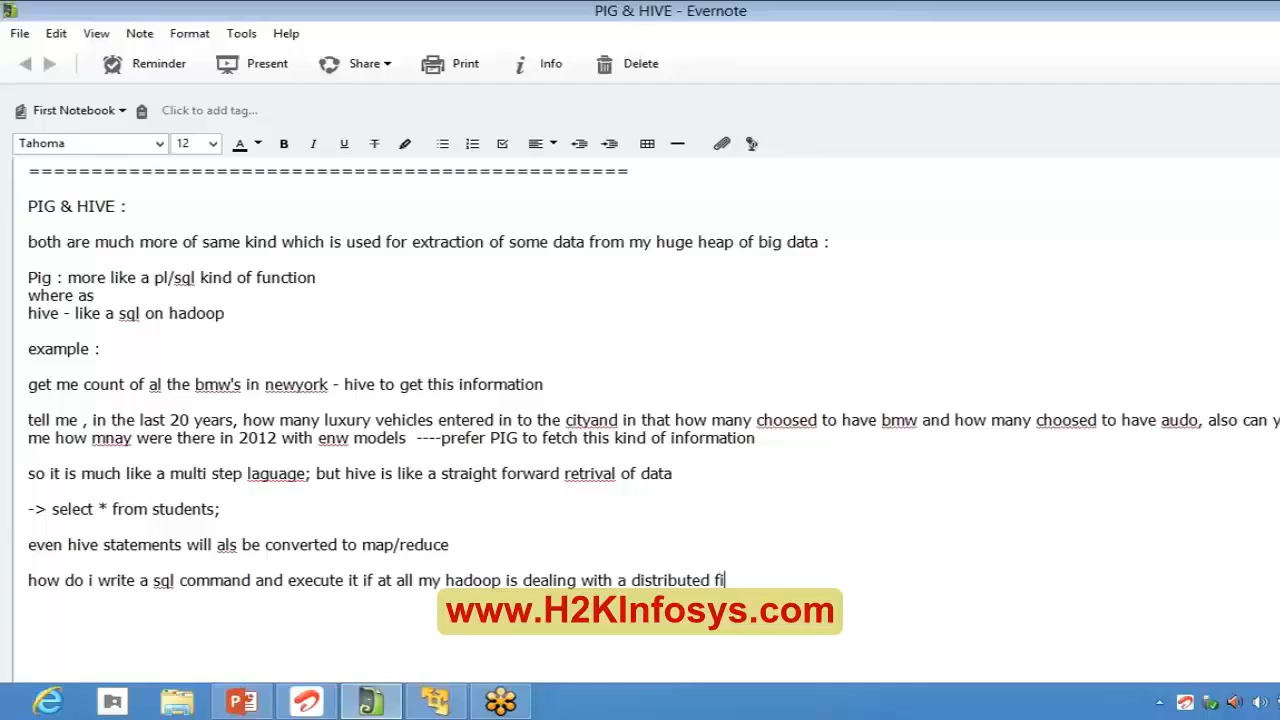 PIG & HIVE - Evernote
File Edit View Note Format Tools Help
Reminder Present Share Print Info Delete
First Notebook Click to add tag...
Tahoma 12 A B I U T
================================================
PIG & HIVE :
both are much more of same kind which is used for extraction of some data from my huge heap of big data :
Pig : more like a pl/sql kind of function
where as
hive - like a sql on hadoop
example :
get me count of al the bmw's in newyork - hive to get this information
tell me , in the last 20 years, how many luxury vehicles entered in to the cityand in that how many choosed to have bmw and how many choosed to have audo, also can y
me how mnay were there in 2012 with enw models ----prefer PIG to fetch this kind of information
so it is much like a multi step laguage; but hive is like a straight forward retrival of data
-> select * from students;
even hive statements will als be converted to map/reduce
how do i write a sql command and execute it if at all my hadoop is dealing with a distributed fi
www.H2KInfosys.com